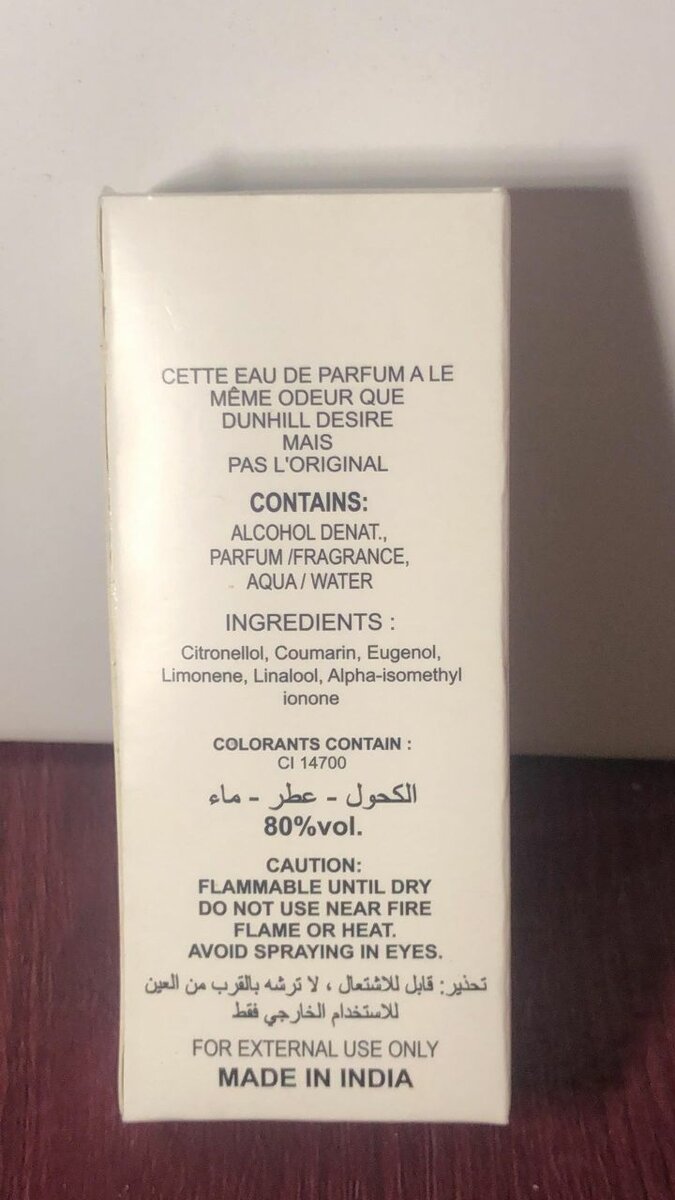 CETTE EAU DE PARFUM A LE
MÊME ODEUR QUE
DUNHILL DESIRE
MAIS
PAS L'ORIGINAL
CONTAINS:
ALCOHOL DENAT.,
PARFUM /FRAGRANCE,
AQUA / WATER
INGREDIENTS :
Citronellol, Coumarin, Eugenol,
Limonene, Linalool, Alpha-isomethyl
ionone
COLORANTS CONTAIN :
CI 14700
الكحول - عطر - ماء
80%vol.
CAUTION:
FLAMMABLE UNTIL DRY
DO NOT USE NEAR FIRE
FLAME OR HEAT.
AVOID SPRAYING IN EYES.
تحذير: قابل للاشتعال ، لا ترشه بالقرب من العين
للاستخدام الخارجي فقط
FOR EXTERNAL USE ONLY
MADE IN INDIA